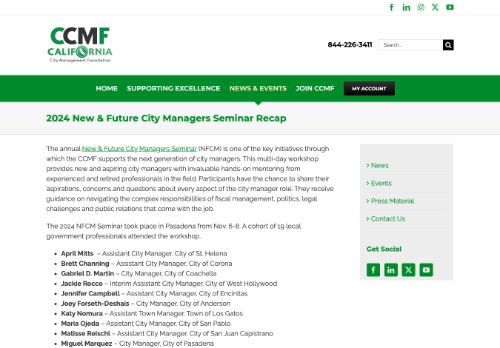 CCMF
CALIFORNIA
City Management Foundation
844-226-3411
Search...
HOME SUPPORTING EXCELLENCE NEWS & EVENTS JOIN CCMF MY ACCOUNT
2024 New & Future City Managers Seminar Recap
The annual New & Future City Managers Seminar (NFCM) is one of the key initiatives through
which the CCMF supports the next generation of city managers. This multi-day workshop
provides new and aspiring city managers with invaluable hands-on mentoring from
experienced and retired professionals in the field. Participants have the chance to share their
aspirations, concerns and questions about every aspect of the city manager role. They receive
guidance on navigating the complex responsibilities of fiscal management, politics, legal
challenges and public relations that come with the job.
The 2024 NFCM Seminar took place in Pasadena from Nov. 6-8. A cohort of 19 local
government professionals attended the workshop.
• April Mitts – Assistant City Manager, City of St. Helena
• Brett Channing – Assistant City Manager, City of Corona
• Gabriel D. Martin – City Manager, City of Coachella
• Jackie Rocco – Interim Assistant City Manager, City of West Hollywood
• Jennifer Campbell – Assistant City Manager, City of Encinitas
• Joey Forseth-Deshais – City Manager, City of Anderson
• Katy Nomura – Assistant Town Manager, Town of Los Gatos
• Maria Ojeda – Assistant City Manager, City of San Pablo
• Matisse Reischl – Assistant City Manager, City of San Juan Capistrano
• Miguel Marquez – City Manager, City of Pasadena
> News
> Events
> Press Material
> Contact Us
Get Social